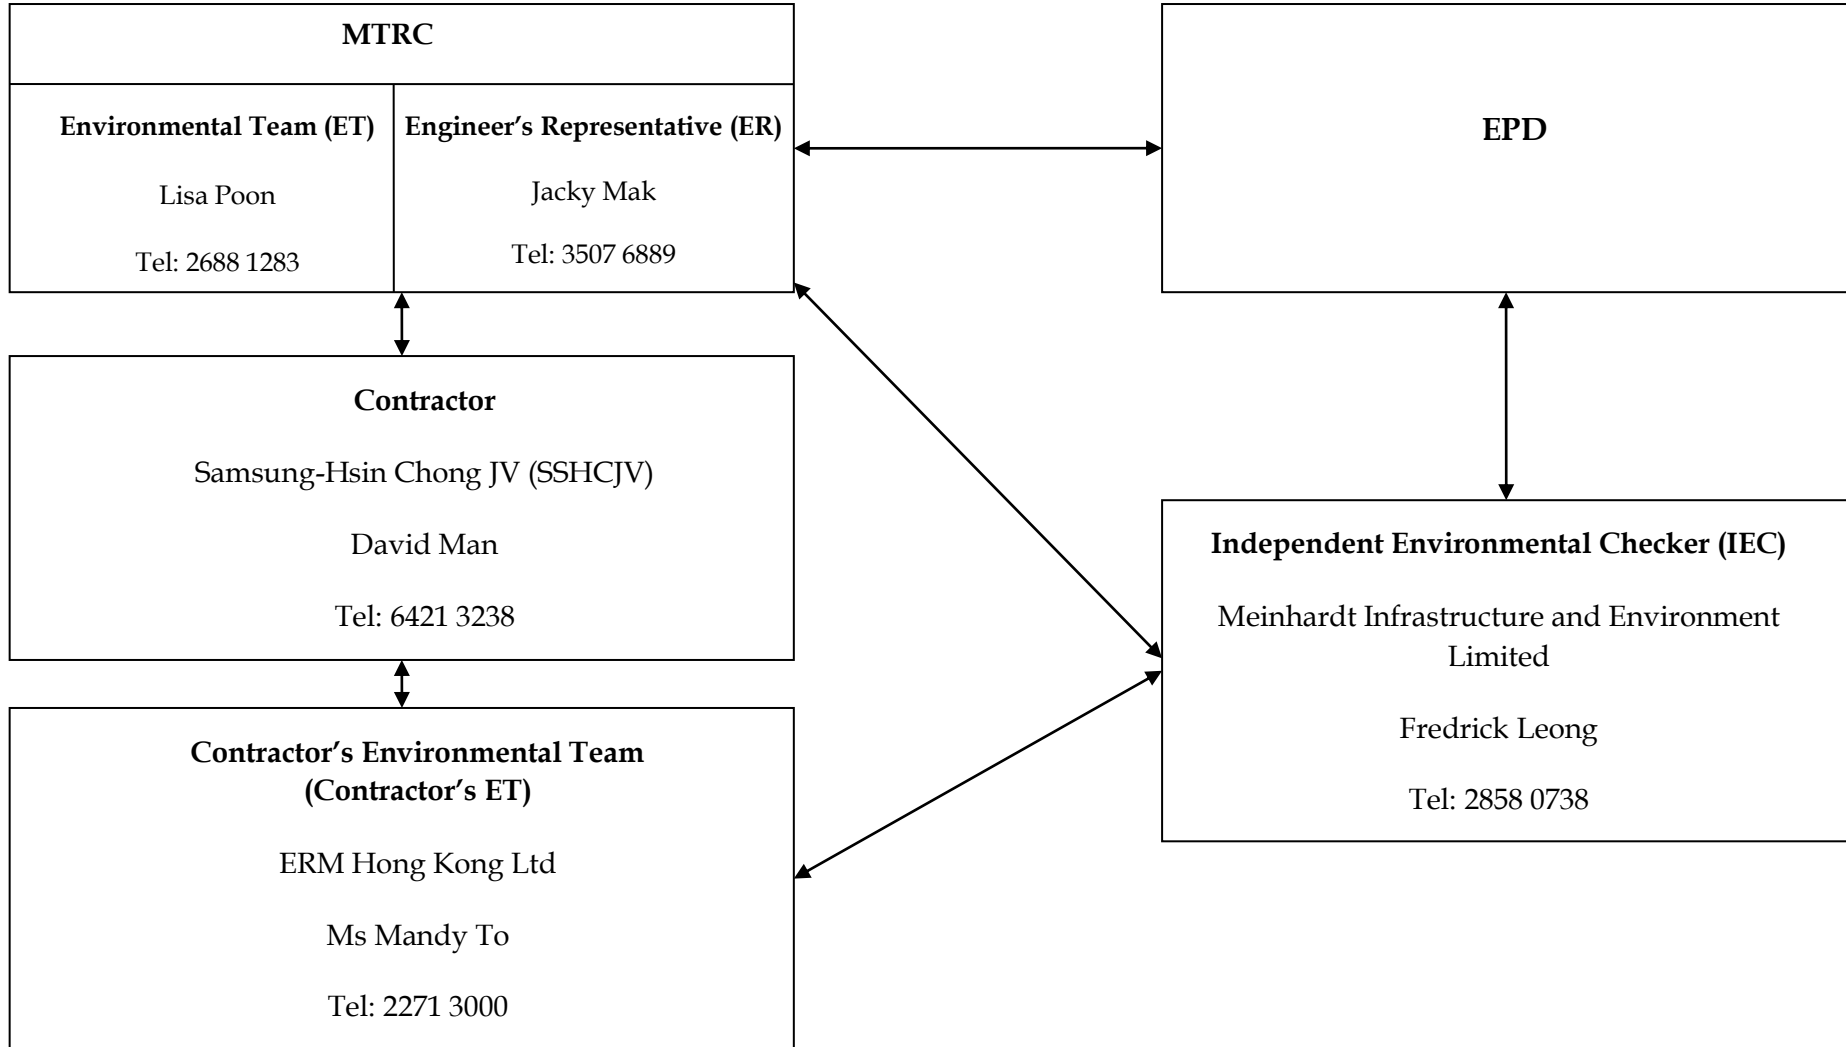 MTRC
Environmental Team (ET)
Lisa Poon
Tel: 2688 1283
Engineer’s Representative (ER)
Jacky Mak
Tel: 3507 6889
EPD
Contractor
Samsung-Hsin Chong JV (SSHCJV)
David Man
Tel: 6421 3238
Independent Environmental Checker (IEC)
Meinhardt Infrastructure and Environment
Limited
Fredrick Leong
Tel: 2858 0738
Contractor’s Environmental Team
(Contractor’s ET)
ERM Hong Kong Ltd
Ms Mandy To
Tel: 2271 3000